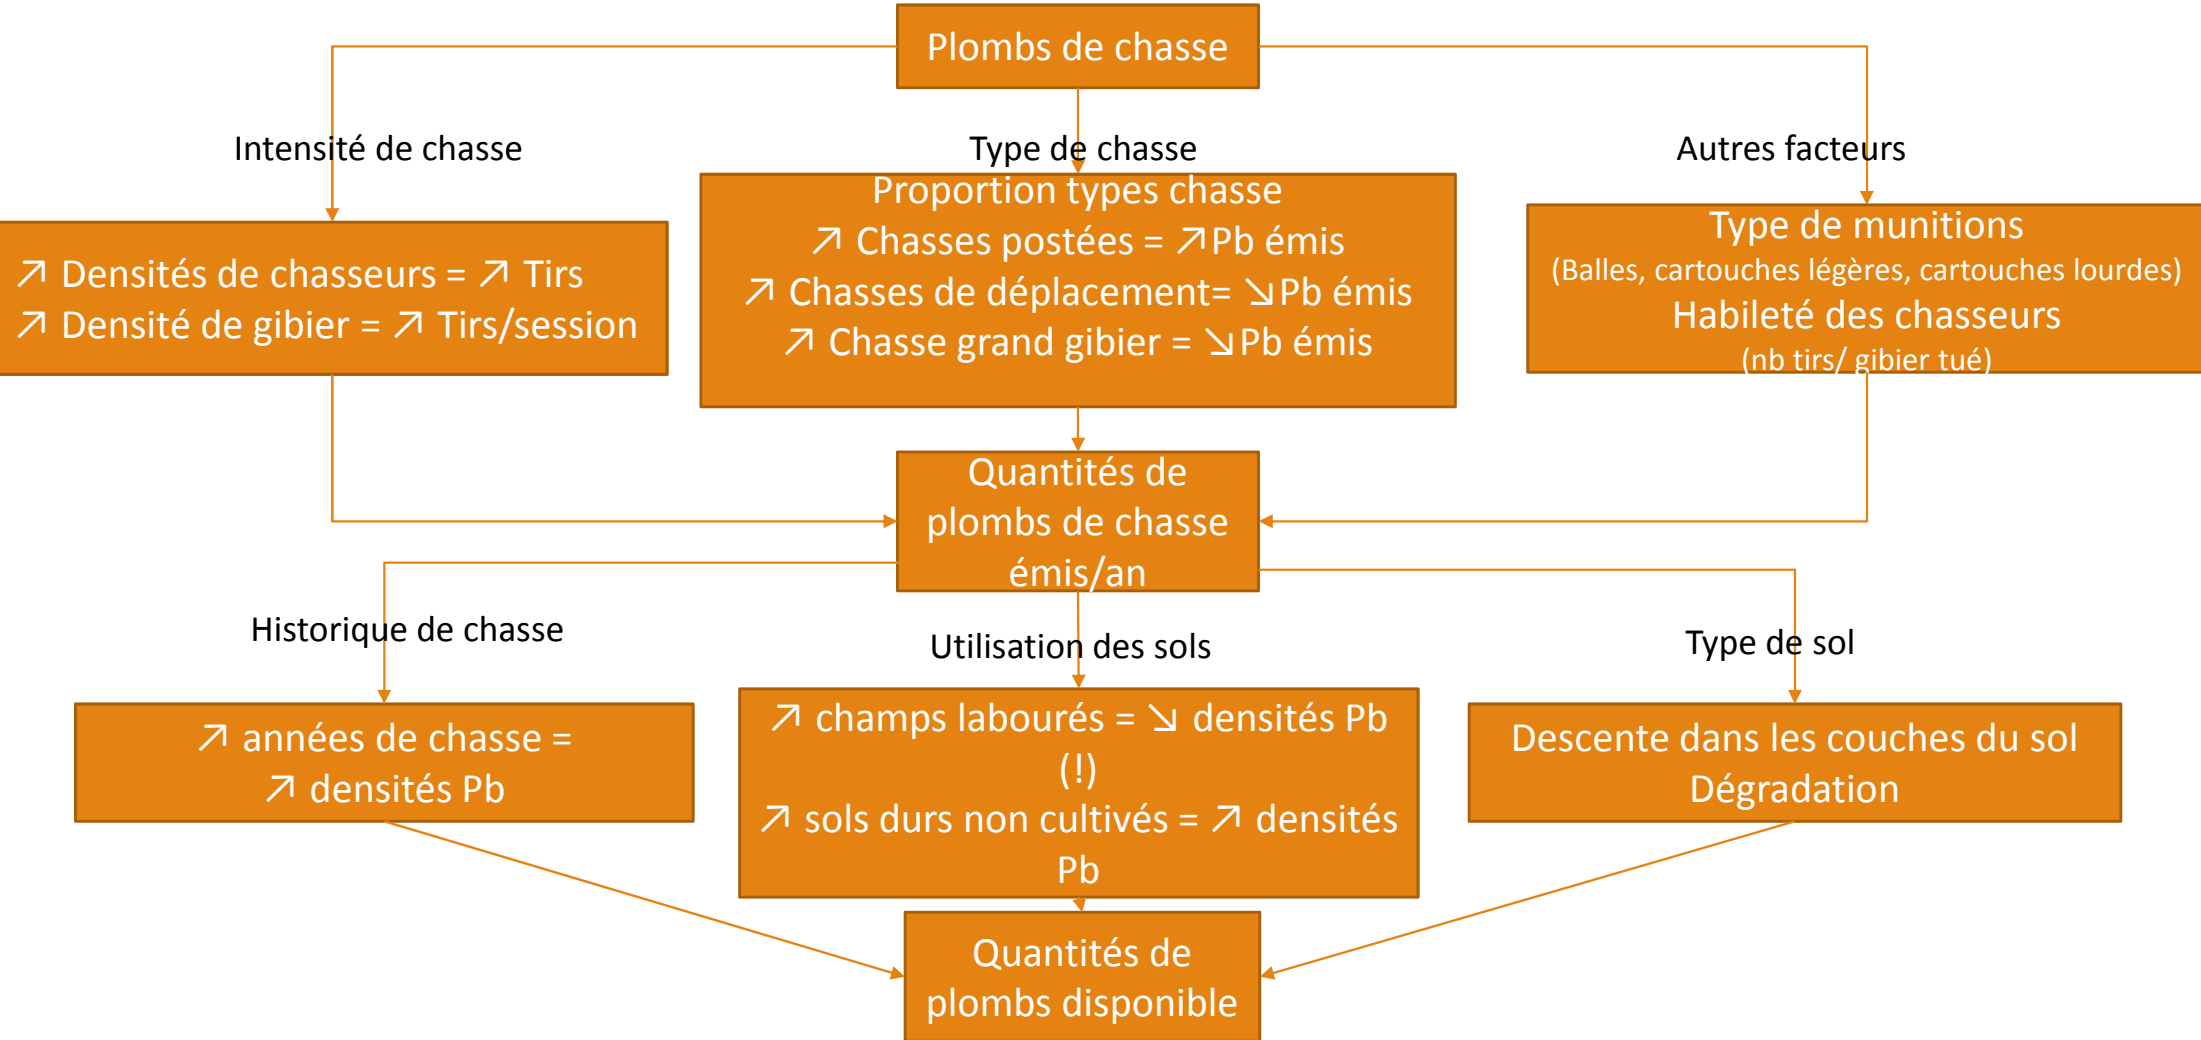 Plombs de chasse
Intensité de chasse
Type de chasse
Autres facteurs
↗ Densités de chasseurs = ↗ Tirs
↗ Densité de gibier = ↗ Tirs/session
Proportion types chasse
↗ Chasses postées = ↗Pb émis
↗ Chasses de déplacement= ↘Pb émis
↗ Chasse grand gibier = ↘Pb émis
Type de munitions
(Balles, cartouches légères, cartouches lourdes)
Habileté des chasseurs
(nb tirs/ gibier tué)
Quantités de
plombs de chasse
émis/an
Historique de chasse
Utilisation des sols
Type de sol
↗ années de chasse =
↗ densités Pb
↗ champs labourés = ↘ densités Pb
(!)
↗ sols durs non cultivés = ↗ densités
Pb
Descente dans les couches du sol
Dégradation
Quantités de
plombs disponible